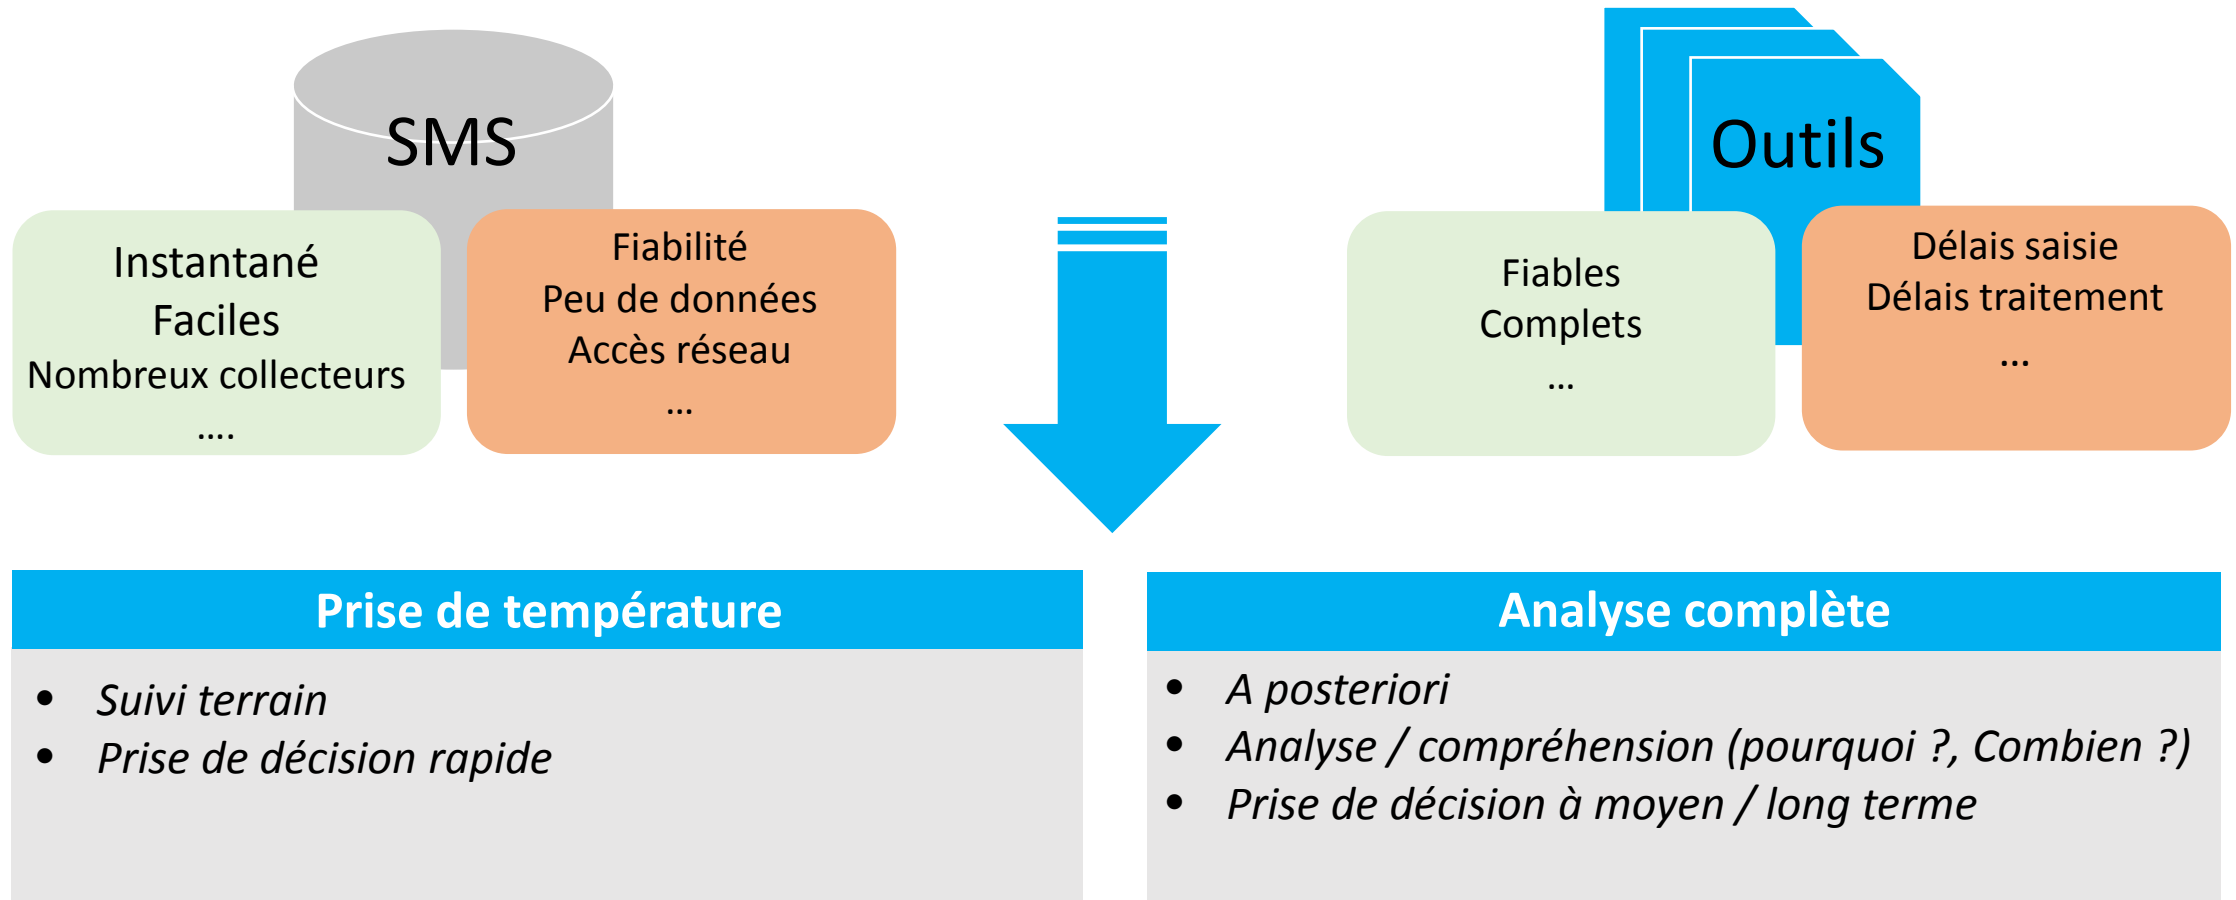 SMS
Instantané
Faciles
Nombreux collecteurs
....
Fiabilité
Peu de données
Accès réseau
...
Outils
Fiables
Complets
...
Délais saisie
Délais traitement
...
Prise de température
• Suivi terrain
• Prise de décision rapide
Analyse complète
• A posteriori
• Analyse / compréhension (pourquoi ?, Combien ?)
• Prise de décision à moyen / long terme